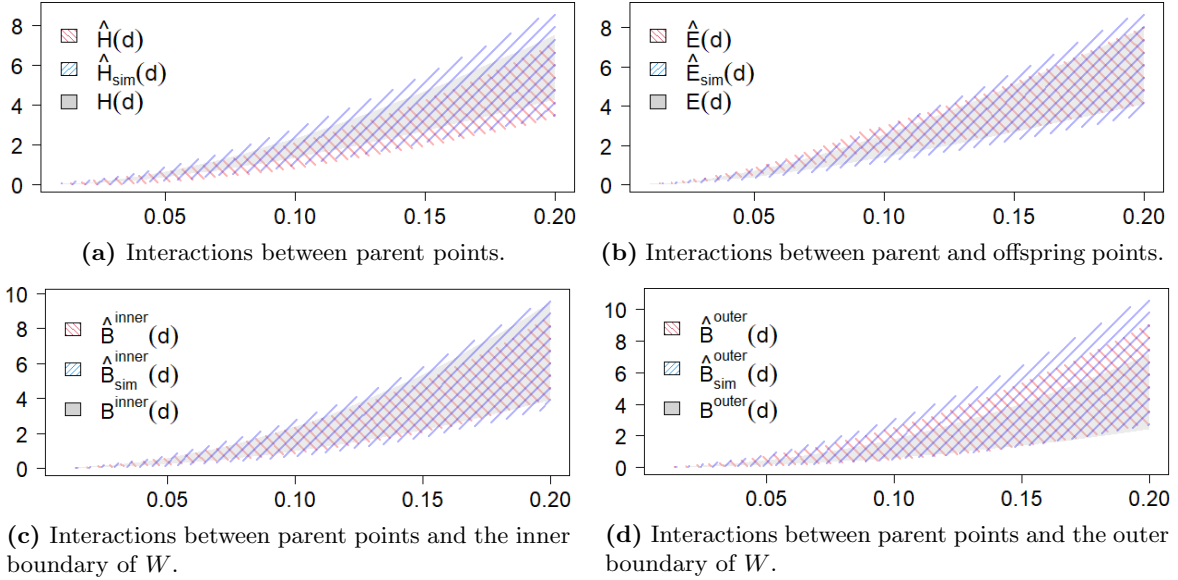 8
6
4
2
0
Ĥ(d)
Ĥsim(d)
H(d)
0.05 0.10 0.15 0.20
(a) Interactions between parent points.
8
6
4
2
0
Ê(d)
Êsim(d)
E(d)
0.05 0.10 0.15 0.20
(b) Interactions between parent and offspring points.
10
8
6
4
2
0
B̂inner(d)
B̂innersim(d)
Binner(d)
0.05 0.10 0.15 0.20
(c) Interactions between parent points and the inner
boundary of W.
10
8
6
4
2
0
B̂outer(d)
B̂outersim(d)
Bouter(d)
0.05 0.10 0.15 0.20
(d) Interactions between parent points and the outer
boundary of W.